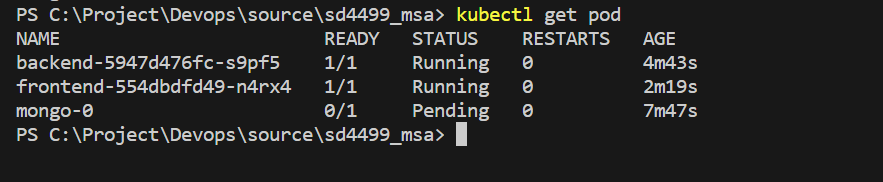 PS C:\Project\Devops\source\sd4499_msa> kubectl get pod
NAME READY STATUS RESTARTS AGE
backend-5947d476fc-s9pf5 1/1 Running 0 4m43s
frontend-554dbdfd49-n4rx4 1/1 Running 0 2m19s
mongo-0 0/1 Pending 0 7m47s
PS C:\Project\Devops\source\sd4499_msa>